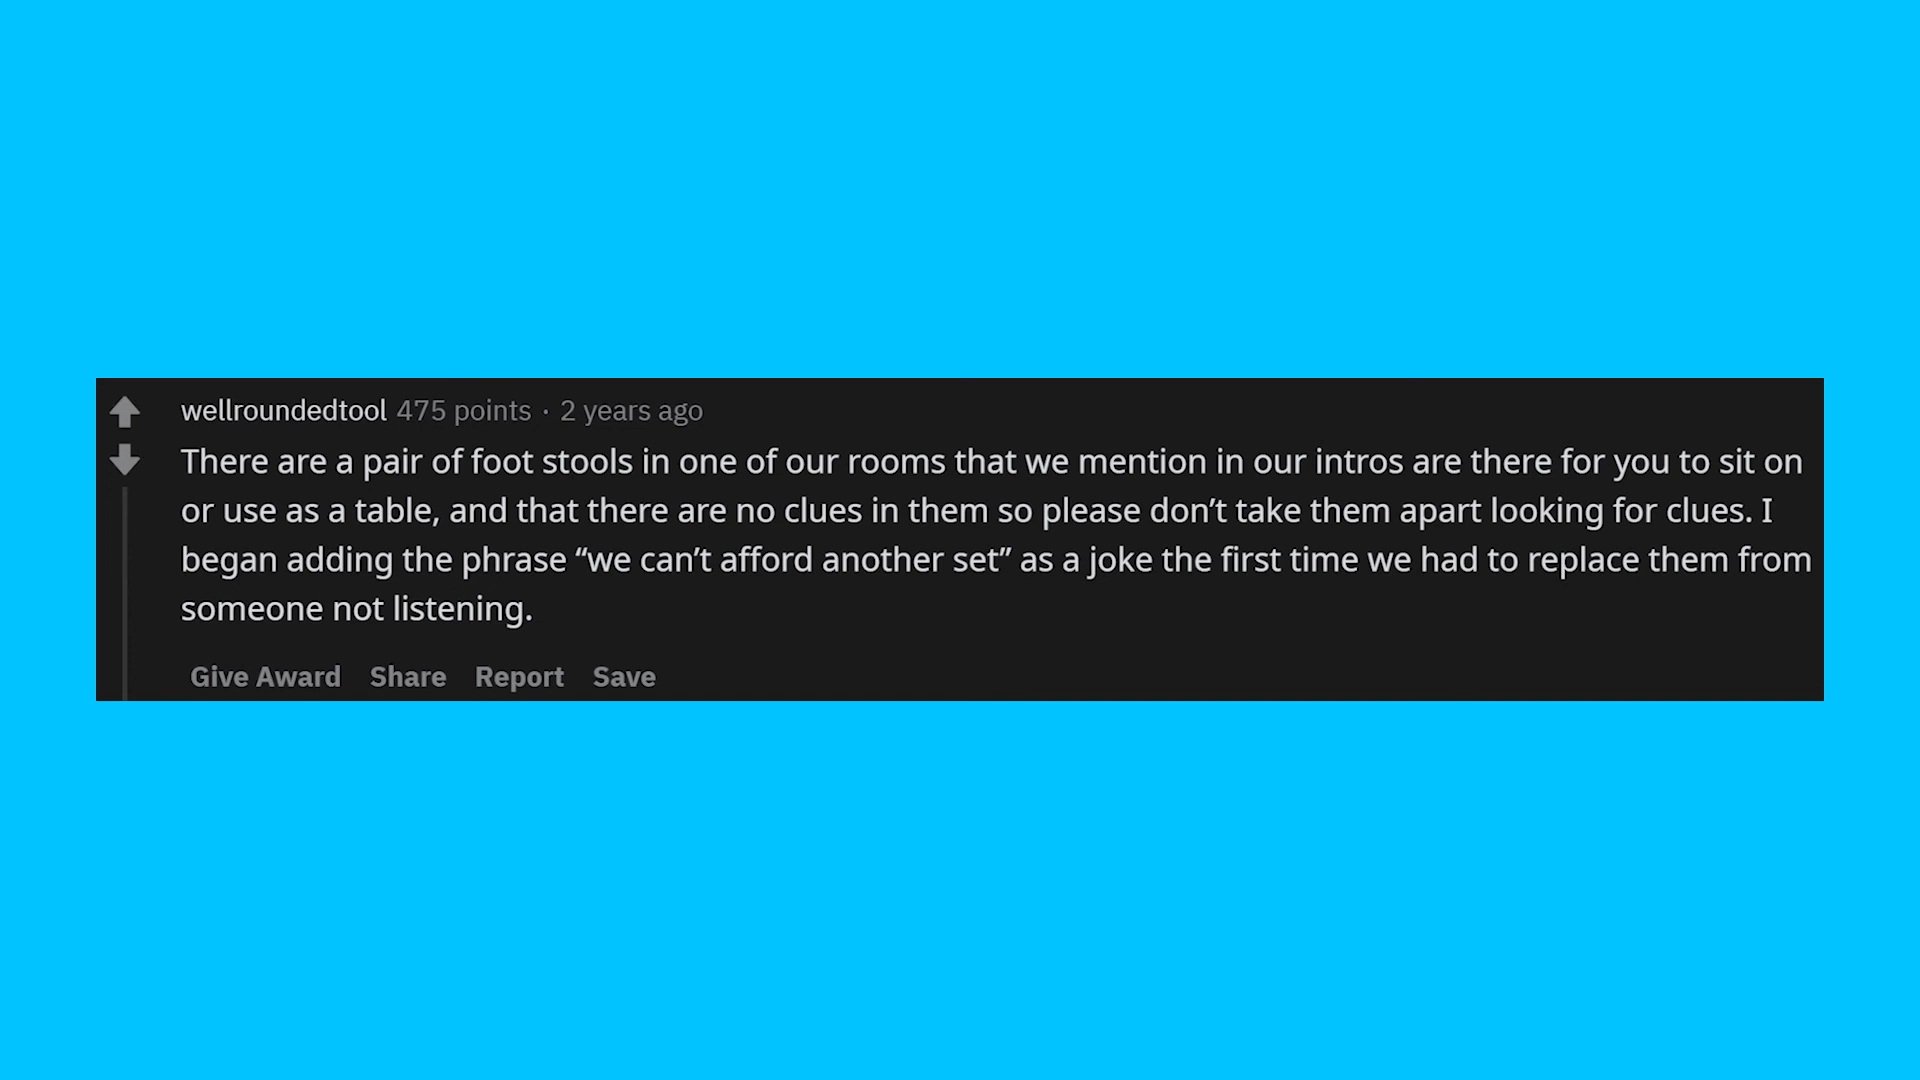 wellroundedtool 475 points · 2 years ago
There are a pair of foot stools in one of our rooms that we mention in our intros are there for you to sit on
or use as a table, and that there are no clues in them so please don’t take them apart looking for clues. I
began adding the phrase “we can’t afford another set” as a joke the first time we had to replace them from
someone not listening.
Give Award Share Report Save